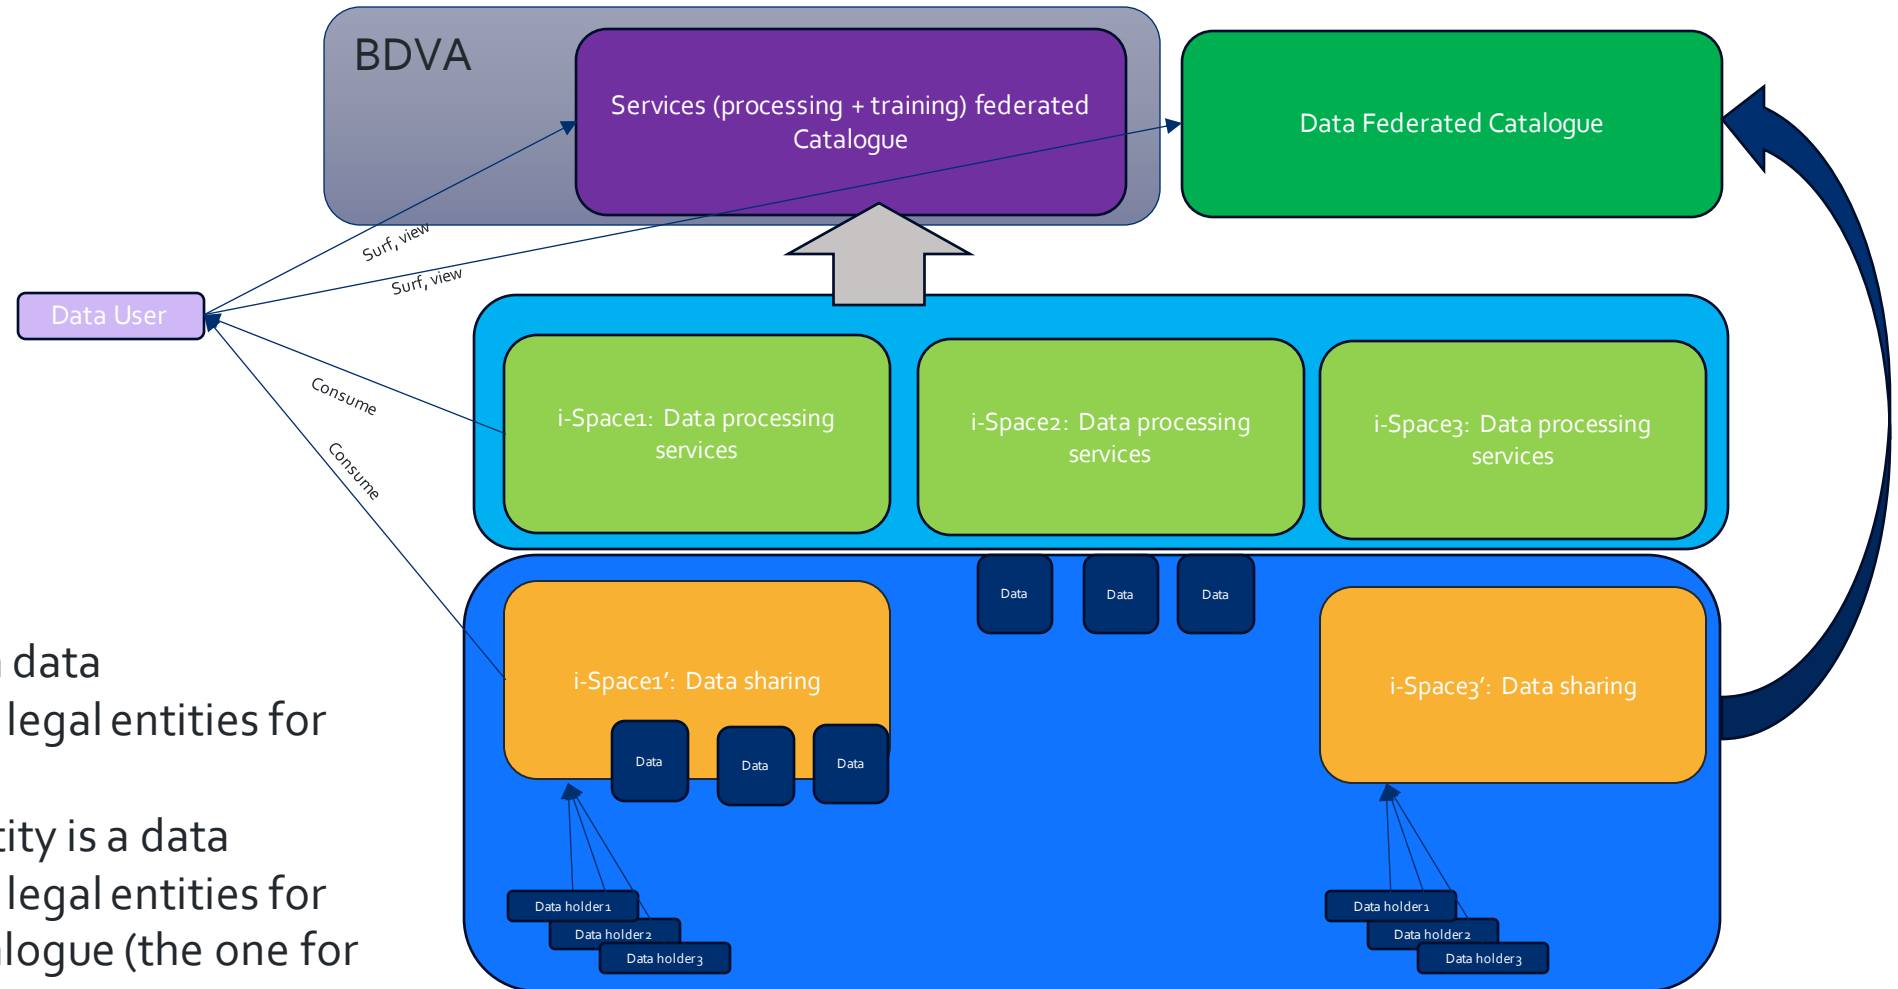 BDVA
Services (processing + training) federated
Catalogue
Data Federated Catalogue
Surf, view
Surf, view
Data User
Consume
Consume
i-Space1: Data processing
services
i-Space2: Data processing
services
i-Space3: Data processing
services
Data
Data
Data
i-Space1’: Data sharing
i-Space3’: Data sharing
Data
Data
Data
data
legal entities for
is a data
legal entities for
(the one for
Data holder1
Data holder2
Data holder3
Data holder1
Data holder2
Data holder3